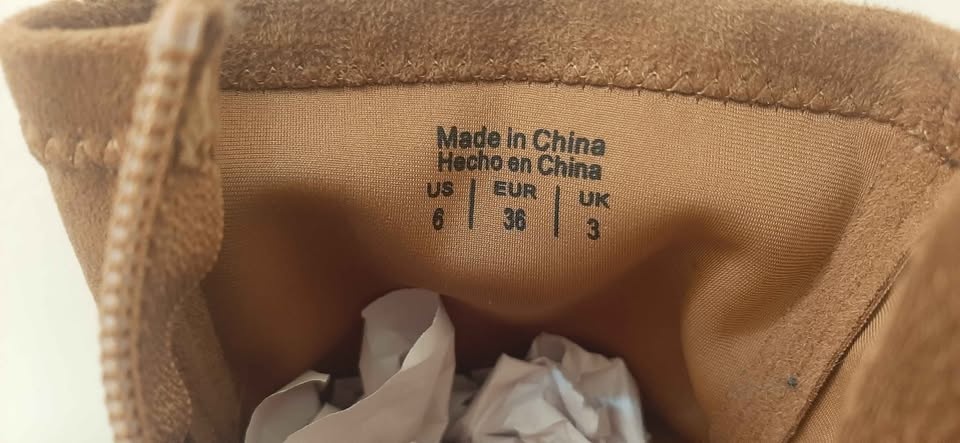 Made in China
Hecho en China
US | EUR | UK
6 | 36 | 3